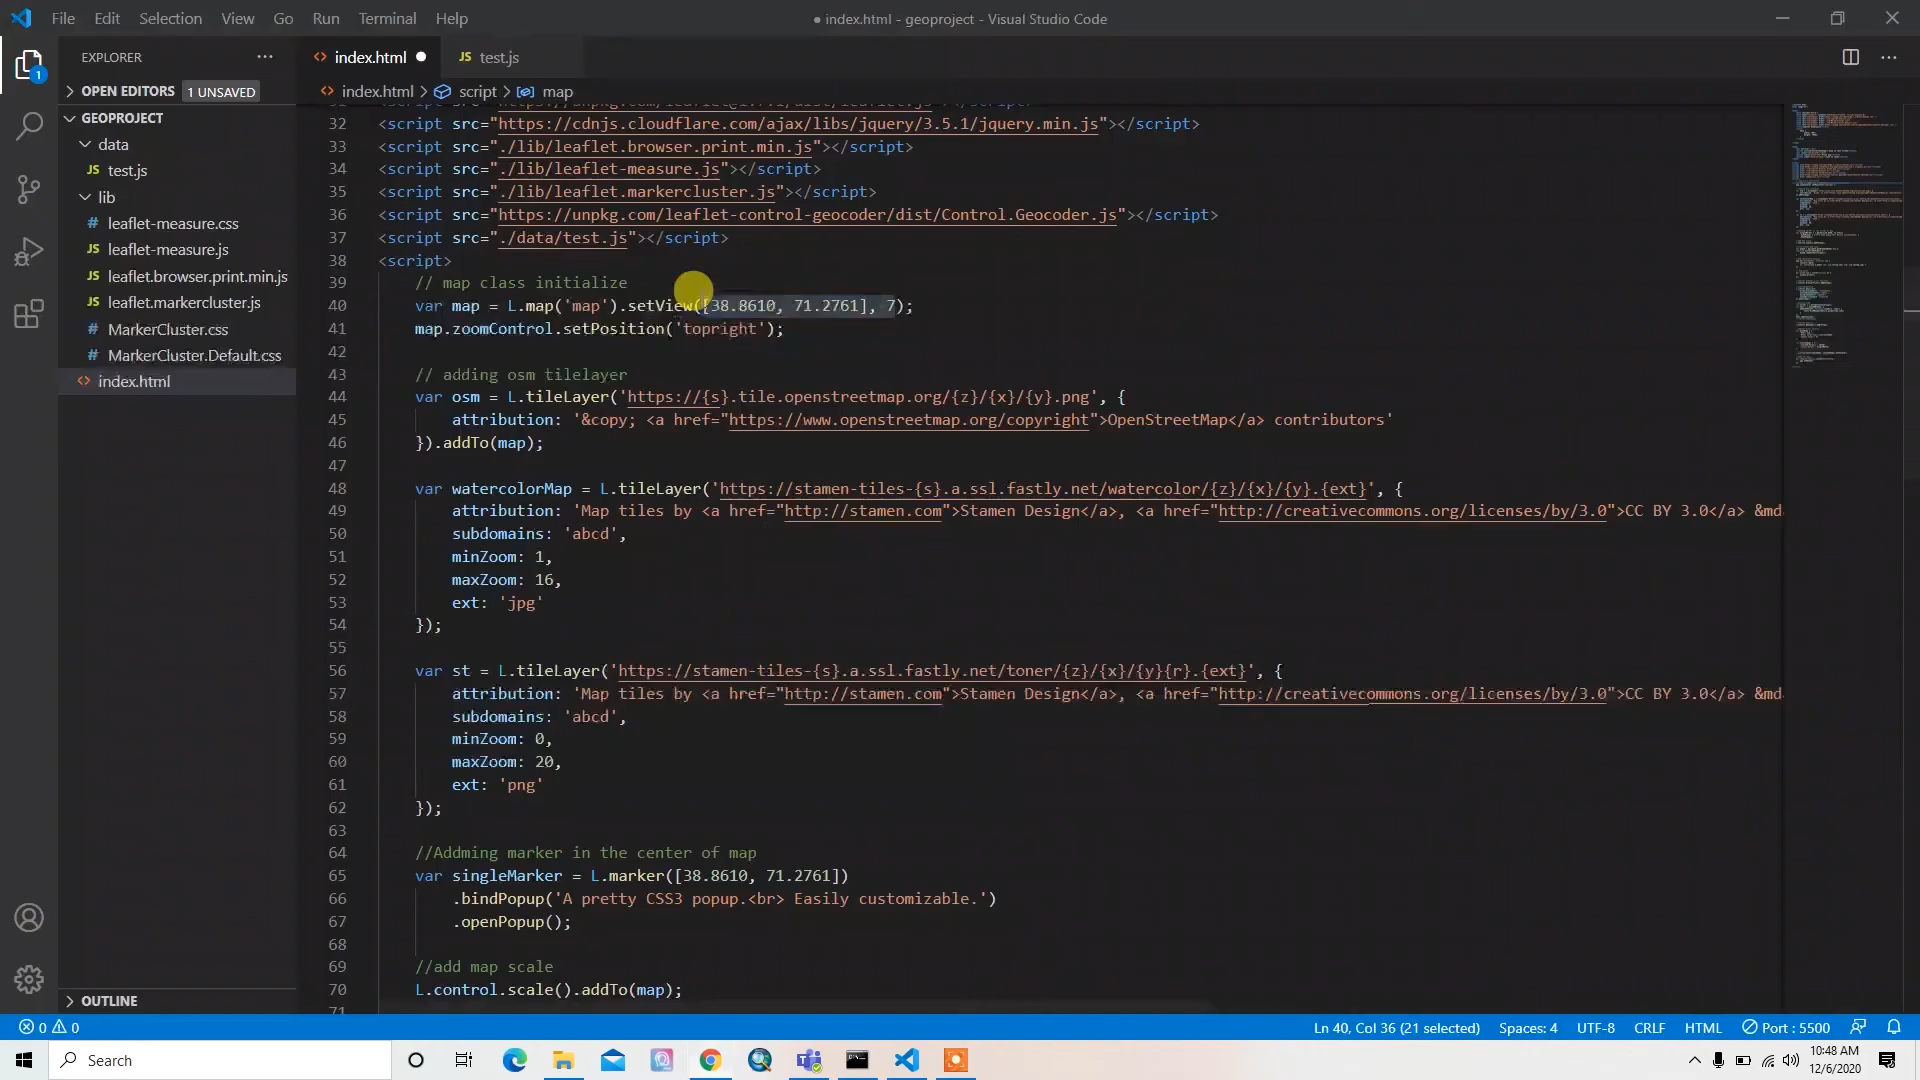 File Edit Selection View Go Run Terminal Help
● index.html - geoproject - Visual Studio Code
EXPLORER
index.html
JS test.js
1
OPEN EDITORS 1 UNSAVED
index.html > script > map
GEOPROJECT
data
JS test.js
lib
# leaflet-measure.css
JS leaflet-measure.js
JS leaflet.browser.print.min.js
JS leaflet.markercluster.js
# MarkerCluster.css
# MarkerCluster.Default.css
index.html
OUTLINE
32 <script src="https://cdnjs.cloudflare.com/ajax/libs/jquery/3.5.1/jquery.min.js"></script>
33 <script src="./lib/leaflet.browser.print.min.js"></script>
34 <script src="./lib/leaflet-measure.js"></script>
35 <script src="./lib/leaflet.markercluster.js"></script>
36 <script src="https://unpkg.com/leaflet-control-geocoder/dist/Control.Geocoder.js"></script>
37 <script src="./data/test.js"></script>
38 <script>
39 // map class initialize
40 var map = L.map('map').setView([38.8610, 71.2761], 7);
41 map.zoomControl.setPosition('topright');
42
43 // adding osm tilelayer
44 var osm = L.tileLayer('https://{s}.tile.openstreetmap.org/{z}/{x}/{y}.png', {
45 attribution: '&copy; <a href="https://www.openstreetmap.org/copyright">OpenStreetMap</a> contributors'
46 }).addTo(map);
47
48 var watercolorMap = L.tileLayer('https://stamen-tiles-{s}.a.ssl.fastly.net/watercolor/{z}/{x}/{y}.{ext}', {
49 attribution: 'Map tiles by <a href="http://stamen.com">Stamen Design</a>, <a href="http://creativecommons.org/licenses/by/3.0">CC BY 3.0</a> &md
50 subdomains: 'abcd',
51 minZoom: 1,
52 maxZoom: 16,
53 ext: 'jpg'
54 });
55
56 var st = L.tileLayer('https://stamen-tiles-{s}.a.ssl.fastly.net/toner/{z}/{x}/{y}{r}.{ext}', {
57 attribution: 'Map tiles by <a href="http://stamen.com">Stamen Design</a>, <a href="http://creativecommons.org/licenses/by/3.0">CC BY 3.0</a> &md
58 subdomains: 'abcd',
59 minZoom: 0,
60 maxZoom: 20,
61 ext: 'png'
62 });
63
64 //Addming marker in the center of map
65 var singleMarker = L.marker([38.8610, 71.2761])
66 .bindPopup('A pretty CSS3 popup.<br> Easily customizable.')
67 .openPopup();
68
69 //add map scale
70 L.control.scale().addTo(map);
71
0 0
Ln 40, Col 36 (21 selected) Spaces: 4 UTF-8 CRLF HTML Port : 5500
Search
10:48 AM
12/6/2020